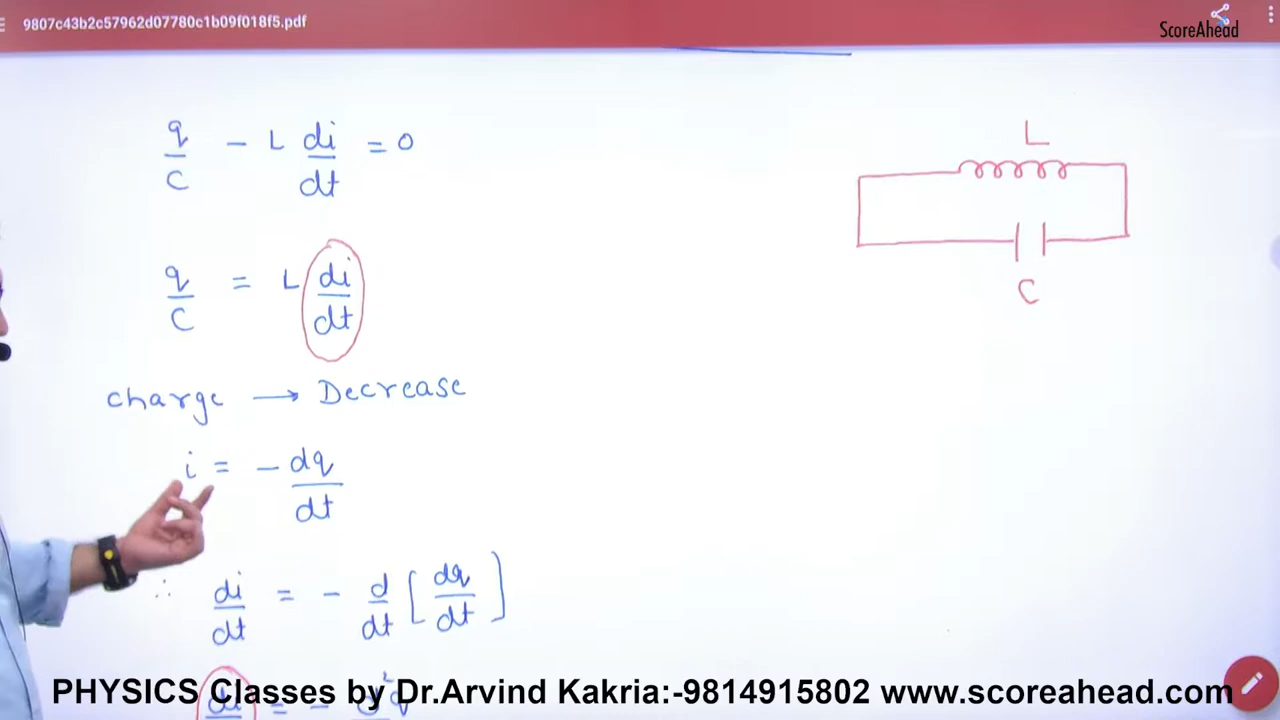 9807c43b2c57962d07780c1b09f018f5.pdf
ScoreAhead
q/C - L di/dt = 0
L
q/C = L di/dt
C
charge → Decrease
i = - dq/dt
∴ di/dt = - d/dt [dq/dt]
PHYSICS Classes by Dr.Arvind Kakria:-9814915802 www.scoreahead.com